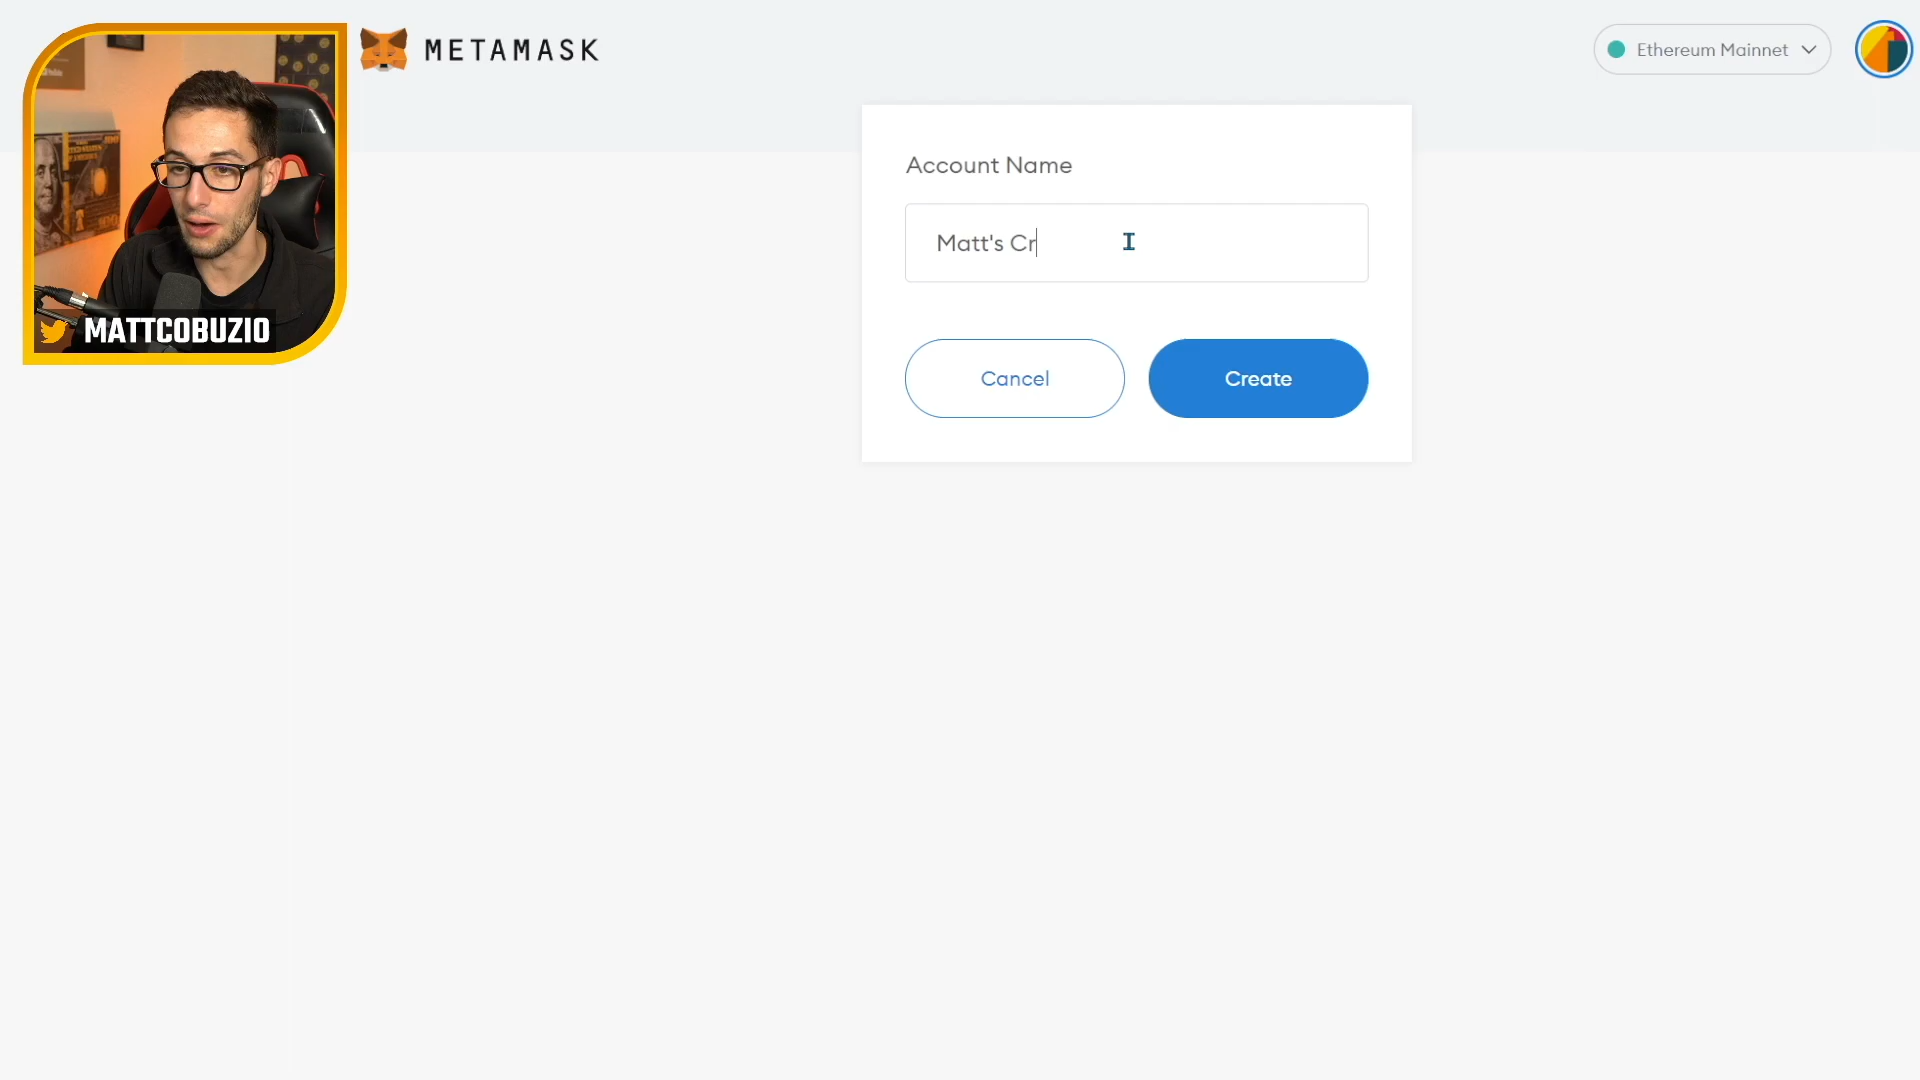 METAMASK
Ethereum Mainnet
Account Name
Matt's Cr
Cancel
Create
MATTCOBUZIO